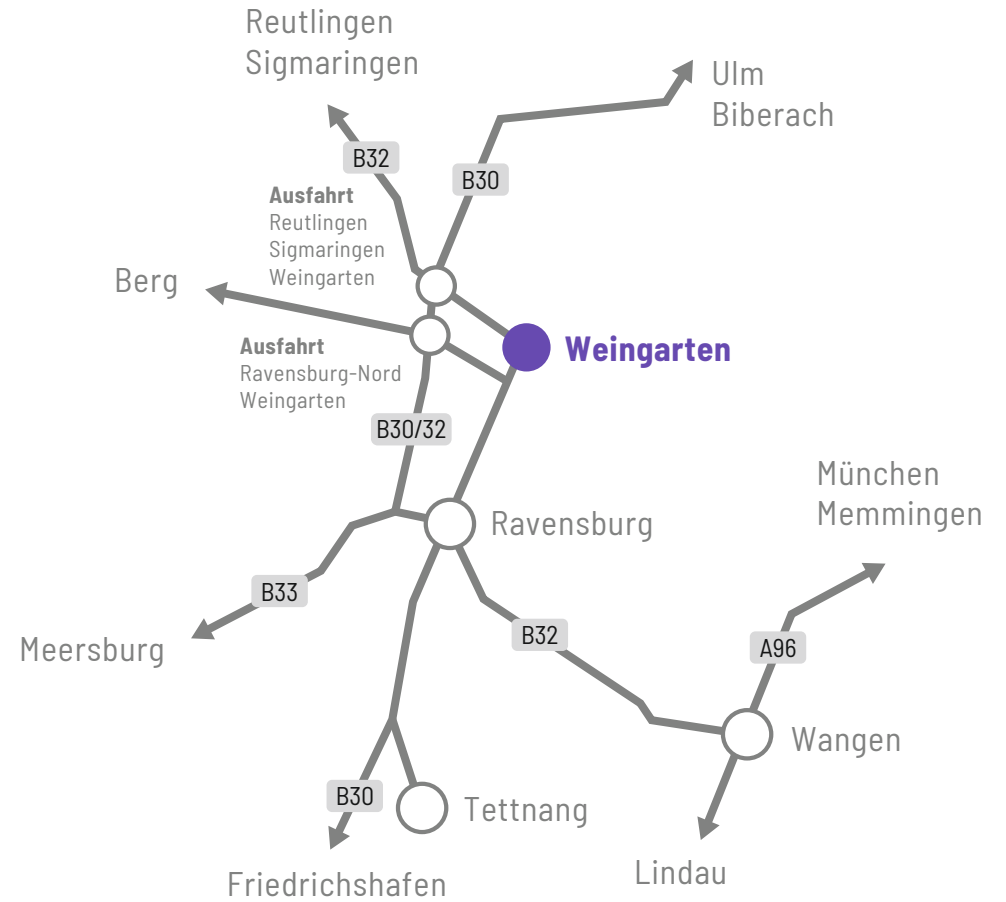 Reutlingen
Sigmaringen
Ulm
Biberach
B32
B30
Ausfahrt
Reutlingen
Sigmaringen
Weingarten
Berg
Ausfahrt
Ravensburg-Nord
Weingarten
Weingarten
B30/32
München
Memmingen
Ravensburg
B33
Meersburg
B32
A96
Wangen
B30
Tettnang
Friedrichshafen
Lindau